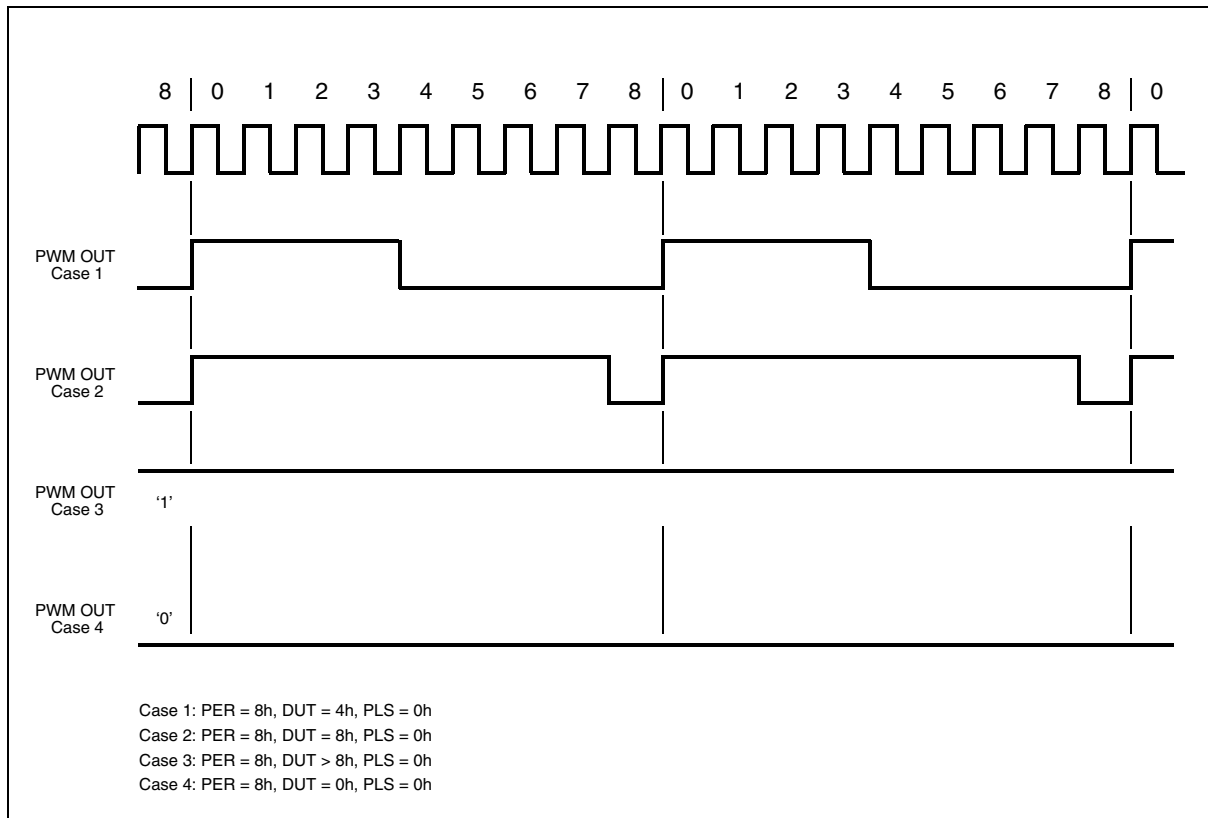 8 0 1 2 3 4 5 6 7 8 0 1 2 3 4 5 6 7 8 0
PWM OUT
Case 1
PWM OUT
Case 2
PWM OUT
Case 3
‘1’
PWM OUT
Case 4
‘0’
Case 1: PER = 8h, DUT = 4h, PLS = 0h
Case 2: PER = 8h, DUT = 8h, PLS = 0h
Case 3: PER = 8h, DUT > 8h, PLS = 0h
Case 4: PER = 8h, DUT = 0h, PLS = 0h